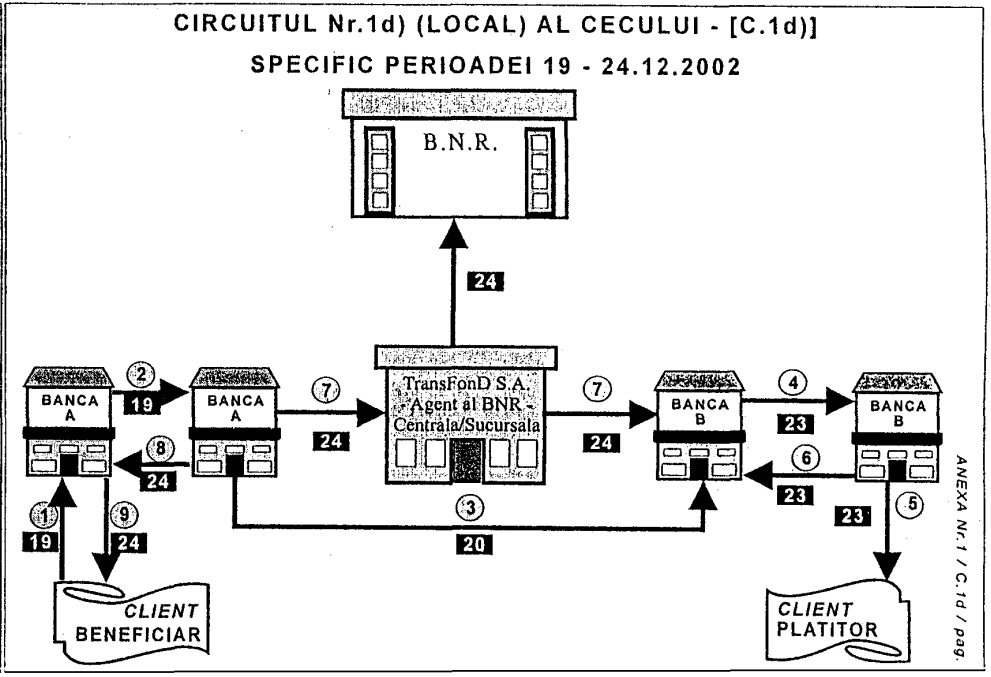 CIRCUITUL Nr.1d) (LOCAL) AL CECULUI - [C.1d)]
SPECIFIC PERIOADEI 19 - 24.12.2002
B.N.R.
24
2
19
BANCA
A
BANCA
A
7
24
TransFonD S.A.
- Agent al BNR -
Centrala/Sucursala
7
24
BANCA
B
4
23
BANCA
B
8
24
6
23
1
19
9
24
3
20
23
5
CLIENT
BENEFICIAR
CLIENT
PLATITOR
ANEXA Nr.1 / C.1d / pag.